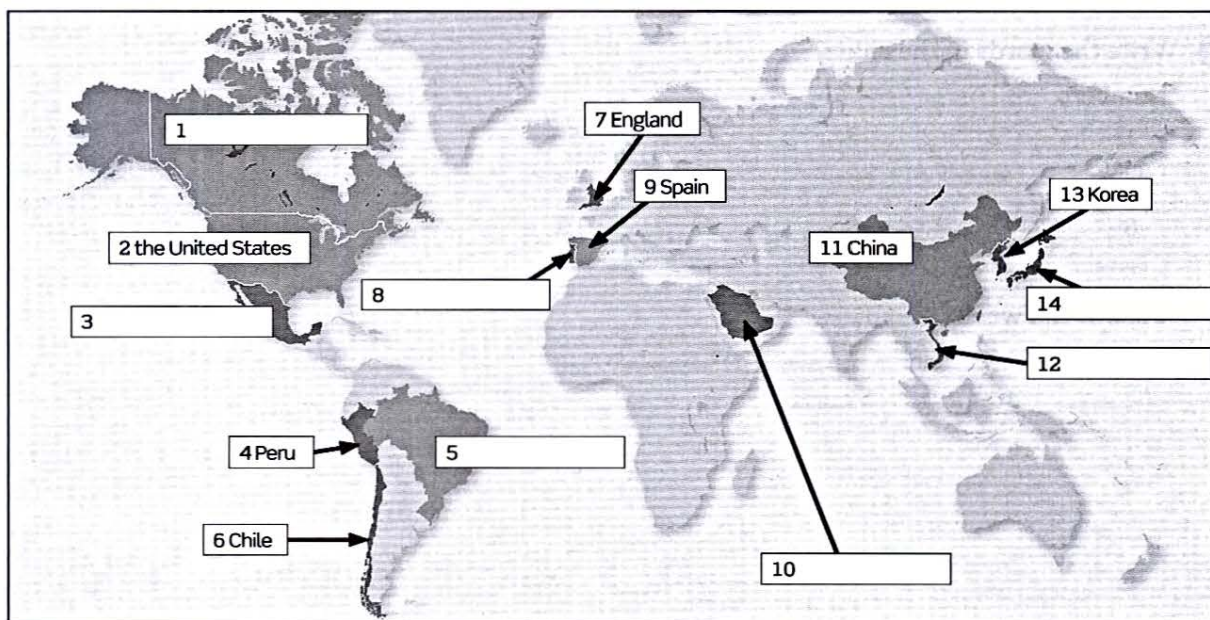 1
2 the United States
3
4 Peru
5
6 Chile
7 England
8
9 Spain
10
11 China
12
13 Korea
14